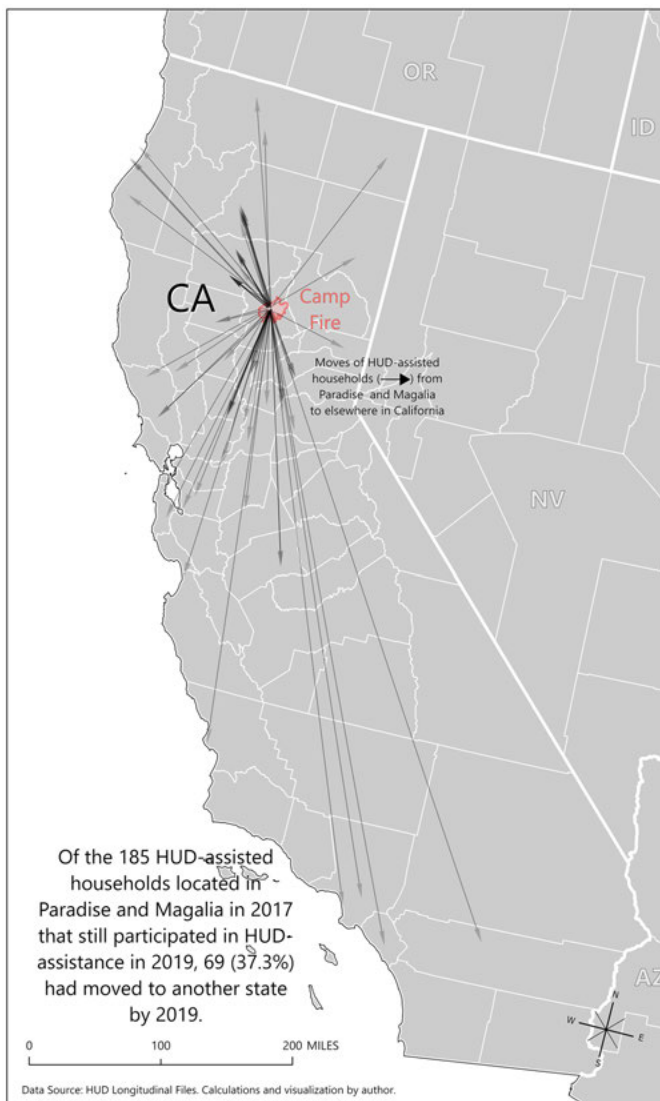 OR
ID
CA
Camp
Fire
Moves of HUD-assisted
households (→) from
Paradise and Magalia
to elsewhere in California
NV
Of the 185 HUD-assisted
households located in
Paradise and Magalia in 2017
that still participated in HUD-
assistance in 2019, 69 (37.3%)
had moved to another state
by 2019.
AZ
N
W
E
S
0 100 200 MILES
Data Source: HUD Longitudinal Files. Calculations and visualization by author.